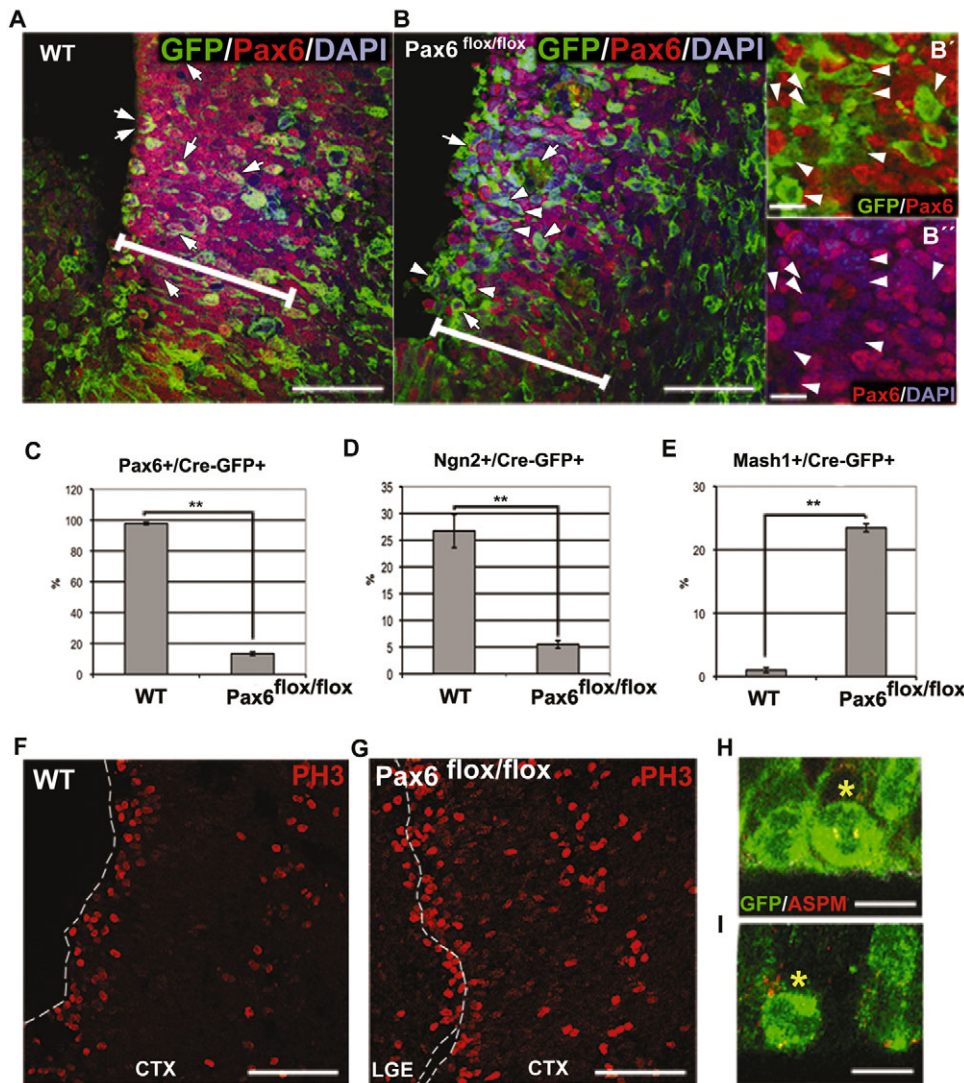 A
WT
GFP/Pax6/DAPI
B
Pax6 flox/flox
GFP/Pax6/DAPI
B´
GFP/Pax6
B´´
Pax6/DAPI
C
Pax6+/Cre-GFP+
%
120
100
80
60
40
20
0
**
WT
Pax6flox/flox
D
Ngn2+/Cre-GFP+
%
35
30
25
20
15
10
5
0
**
WT
Pax6flox/flox
E
Mash1+/Cre-GFP+
%
30
20
10
0
**
WT
Pax6flox/flox
F
WT
PH3
CTX
G
Pax6 flox/flox
PH3
LGE
CTX
H
*
GFP/ASPM
I
*